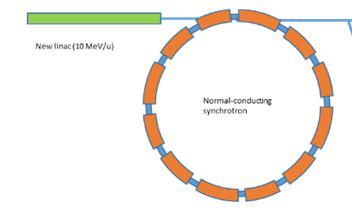 New linac (10 MeV/u)
Normal-conducting
synchrotron